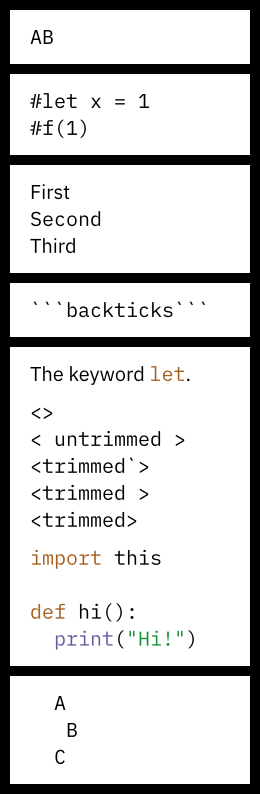 AB
#let x = 1
#f(1)
First
Second
Third
```backticks```
The keyword let.
<>
< untrimmed >
<trimmed`>
<trimmed >
<trimmed>
import this
def hi():
  print("Hi!")
  A
   B
  C